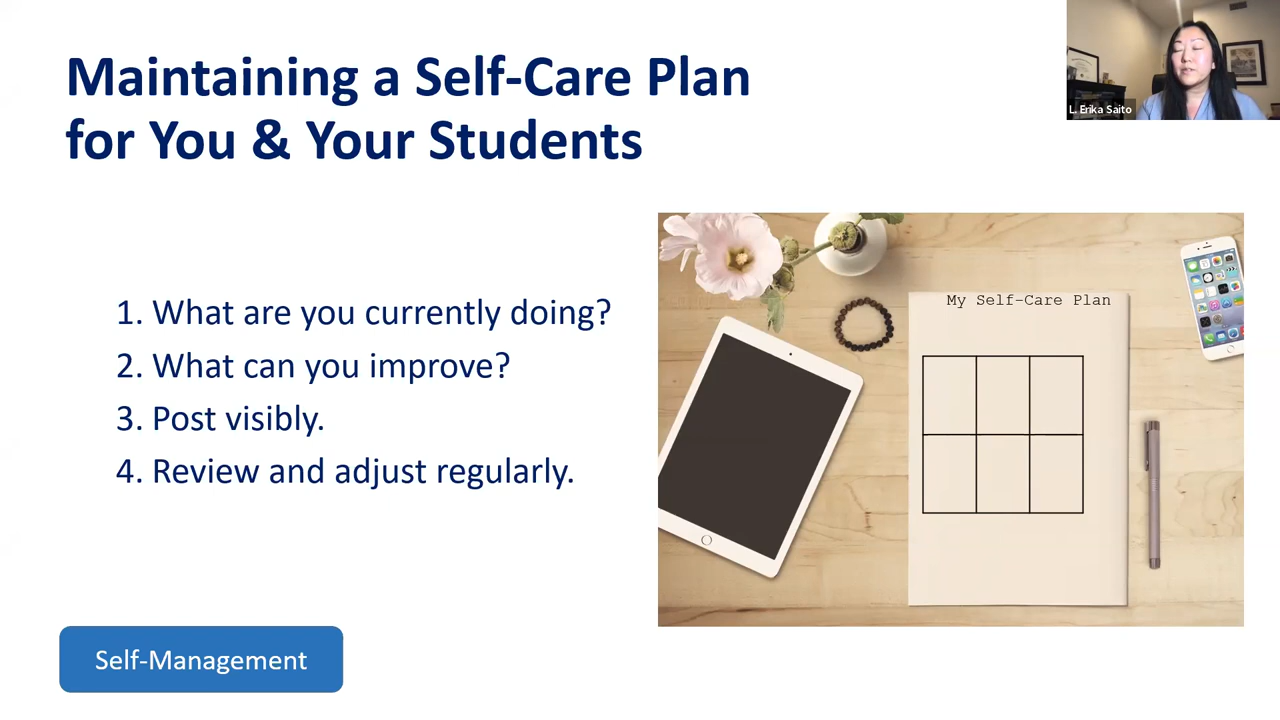 Maintaining a Self-Care Plan
for You & Your Students
L. Erika Saito
1. What are you currently doing?
2. What can you improve?
3. Post visibly.
4. Review and adjust regularly.
My Self-Care Plan
Self-Management